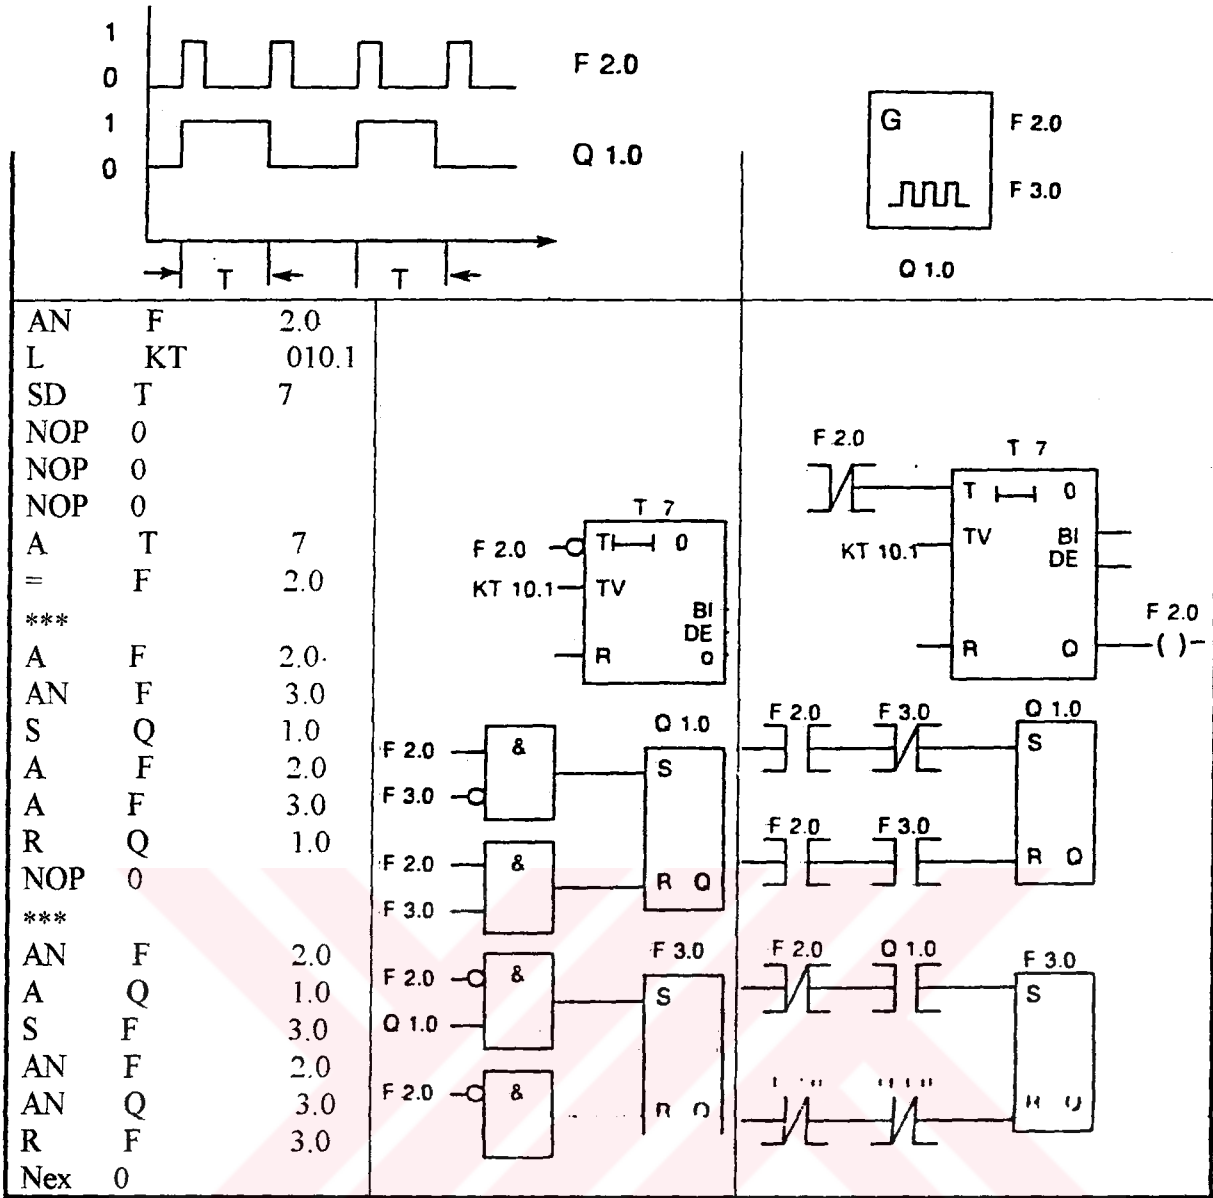 1
0
F 2.0
1
0
Q 1.0
T
T
G
F 2.0
F 3.0
Q 1.0
AN F 2.0
L KT 010.1
SD T 7
NOP 0
NOP 0
NOP 0
A T 7
= F 2.0
***
A F 2.0
AN F 3.0
S Q 1.0
A F 2.0
A F 3.0
R Q 1.0
NOP 0
***
AN F 2.0
A Q 1.0
S F 3.0
AN F 2.0
AN Q 3.0
R F 3.0
Nex 0
T 7
F 2.0
T 0
KT 10.1
TV
BI
DE
R
Q
Q 1.0
F 2.0
&
S
F 3.0
F 2.0
&
R Q
F 3.0
F 3.0
F 2.0
&
S
Q 1.0
F 2.0
&
F 2.0
T 7
T 0
KT 10.1
TV
BI
DE
F 2.0
R
Q
( )
F 2.0
F 3.0
Q 1.0
S
F 2.0
F 3.0
R Q
F 2.0
Q 1.0
F 3.0
S